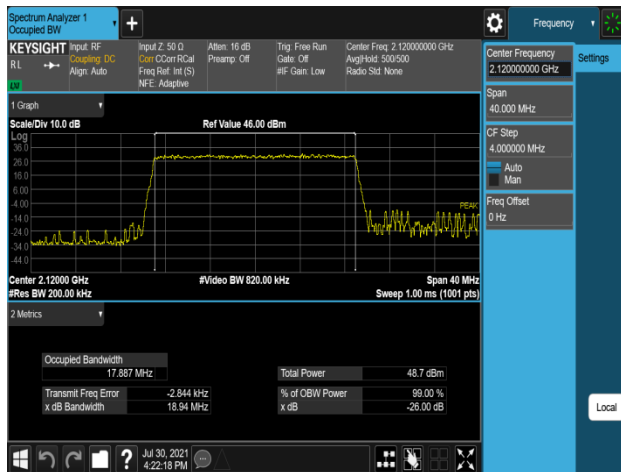 Spectrum Analyzer 1
Occupied BW
Frequency
KEYSIGHT
RL
Input: RF
Coupling: DC
Align: Auto
Input Z: 50 Ω
Corr CCorr RCal
Freq Ref: Int (S)
NFE: Adaptive
Atten: 16 dB
Preamp: Off
Trig: Free Run
Gate: Off
#IF Gain: Low
Center Freq: 2.120000000 GHz
Avg|Hold: 500/500
Radio Std: None
Center Frequency
2.120000000 GHz
Settings
Span
40.000 MHz
CF Step
4.000000 MHz
Auto
Man
Freq Offset
0 Hz
Local
1 Graph
Scale/Div 10.0 dB
Ref Value 46.00 dBm
Log
36.0
26.0
16.0
6.00
-4.00
-14.0
-24.0
-34.0
-44.0
PEAK
Center 2.12000 GHz
#Video BW 820.00 kHz
Span 40 MHz
#Res BW 200.00 kHz
Sweep 1.00 ms (1001 pts)
2 Metrics
Occupied Bandwidth
17.887 MHz
Total Power 48.7 dBm
Transmit Freq Error -2.844 kHz
% of OBW Power 99.00 %
x dB Bandwidth 18.94 MHz
x dB -26.00 dB
?
Jul 30, 2021
4:22:18 PM